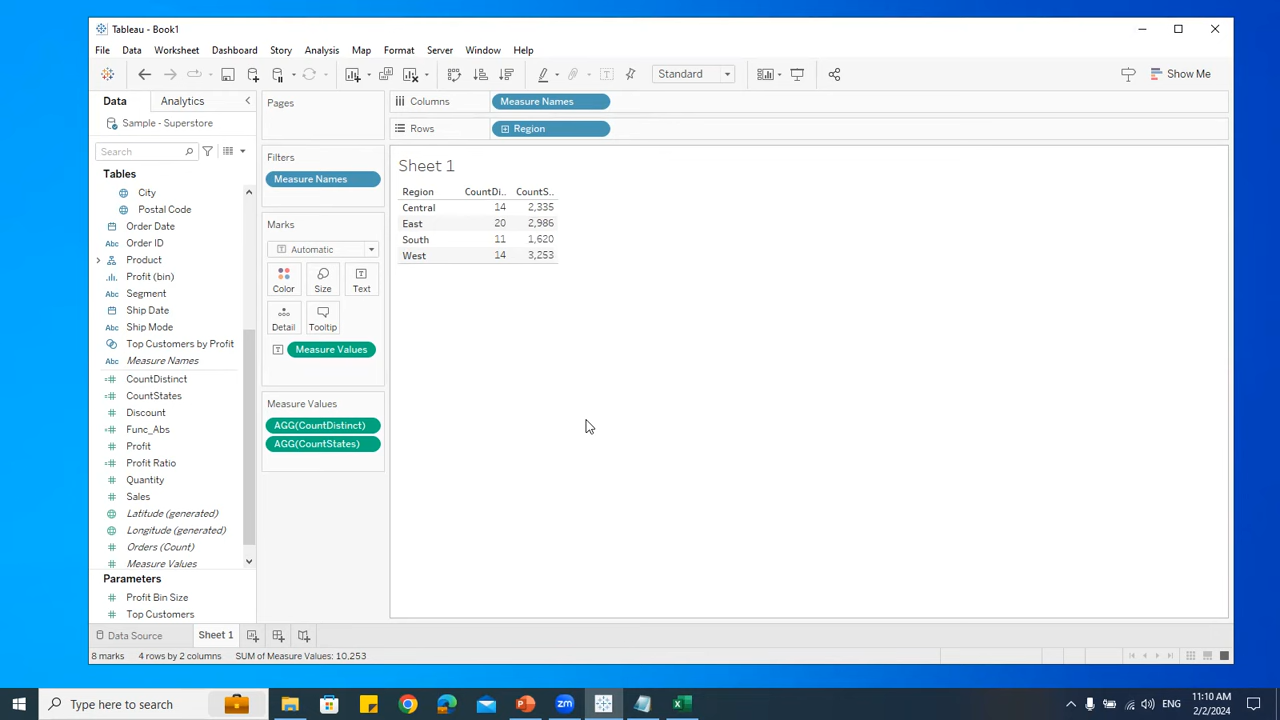 Tableau - Book1
File Data Worksheet Dashboard Story Analysis Map Format Server Window Help
Standard
Show Me
Data Analytics
Sample - Superstore
Search
Tables
City
Postal Code
Order Date
Order ID
Product
Profit (bin)
Segment
Ship Date
Ship Mode
Top Customers by Profit
Measure Names
CountDistinct
CountStates
Discount
Func_Abs
Profit
Profit Ratio
Quantity
Sales
Latitude (generated)
Longitude (generated)
Orders (Count)
Measure Values
Parameters
Profit Bin Size
Top Customers
Pages
Filters
Measure Names
Marks
Automatic
Color Size Text
Detail Tooltip
Measure Values
Measure Values
AGG(CountDistinct)
AGG(CountStates)
Columns Measure Names
Rows Region
Sheet 1
Region CountDi.. CountS..
Central 14 2,335
East 20 2,986
South 11 1,620
West 14 3,253
Data Source Sheet 1
8 marks 4 rows by 2 columns SUM of Measure Values: 10,253
Type here to search
ENG
11:10 AM
2/2/2024